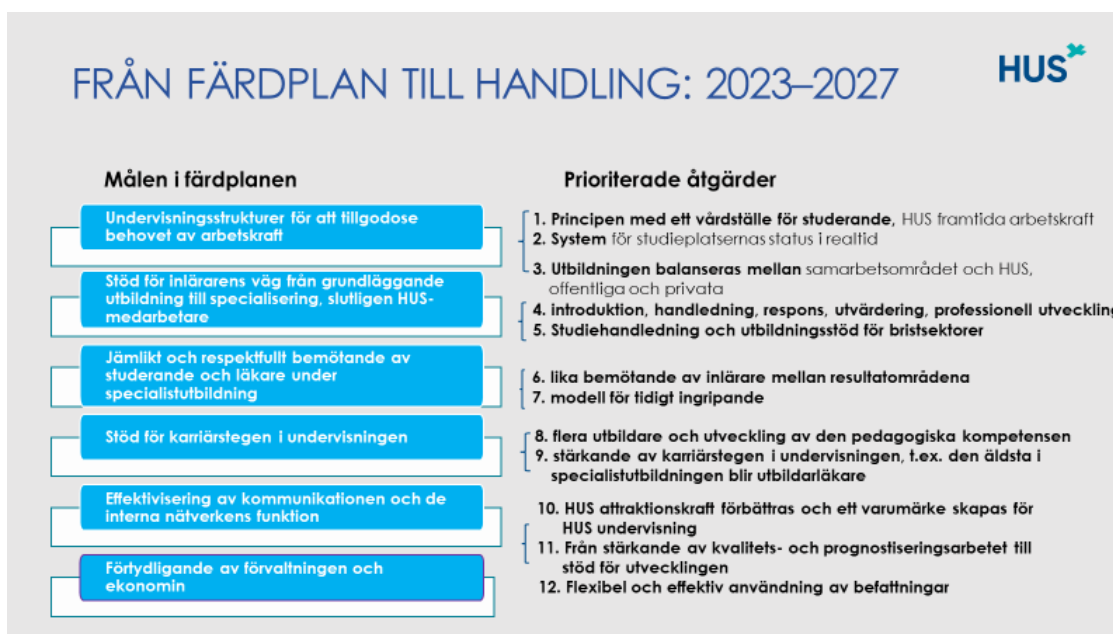 FRÅN FÄRDPLAN TILL HANDLING: 2023–2027
HUS
Målen i färdplanen
Undervisningsstrukturer för att tillgodose
behovet av arbetskraft
Stöd för inlärarens väg från grundläggande
utbildning till specialisering, slutligen HUS-
medarbetare
Jämlikt och respektfullt bemötande av
studerande och läkare under
specialistutbildning
Stöd för karriärstegen i undervisningen
Effektivisering av kommunikationen och de
interna nätverkens funktion
Förtydligande av förvaltningen och
ekonomin
Prioriterade åtgärder
1. Principen med ett vårdställe för studerande, HUS framtida arbetskraft
2. System för studieplatsernas status i realtid
3. Utbildningen balanseras mellan samarbetsområdet och HUS,
offentliga och privata
4. introduktion, handledning, respons, utvärdering, professionell utveckling
5. Studiehandledning och utbildningsstöd för bristsektorer
6. lika bemötande av inlärare mellan resultatområdena
7. modell för tidigt ingripande
8. flera utbildare och utveckling av den pedagogiska kompetensen
9. stärkande av karriärstegen i undervisningen, t.ex. den äldsta i
specialistutbildningen blir utbildarläkare
10. HUS attraktionskraft förbättras och ett varumärke skapas för
HUS undervisning
11. Från stärkande av kvalitets- och prognostiseringsarbetet till
stöd för utvecklingen
12. Flexibel och effektiv användning av befattningar